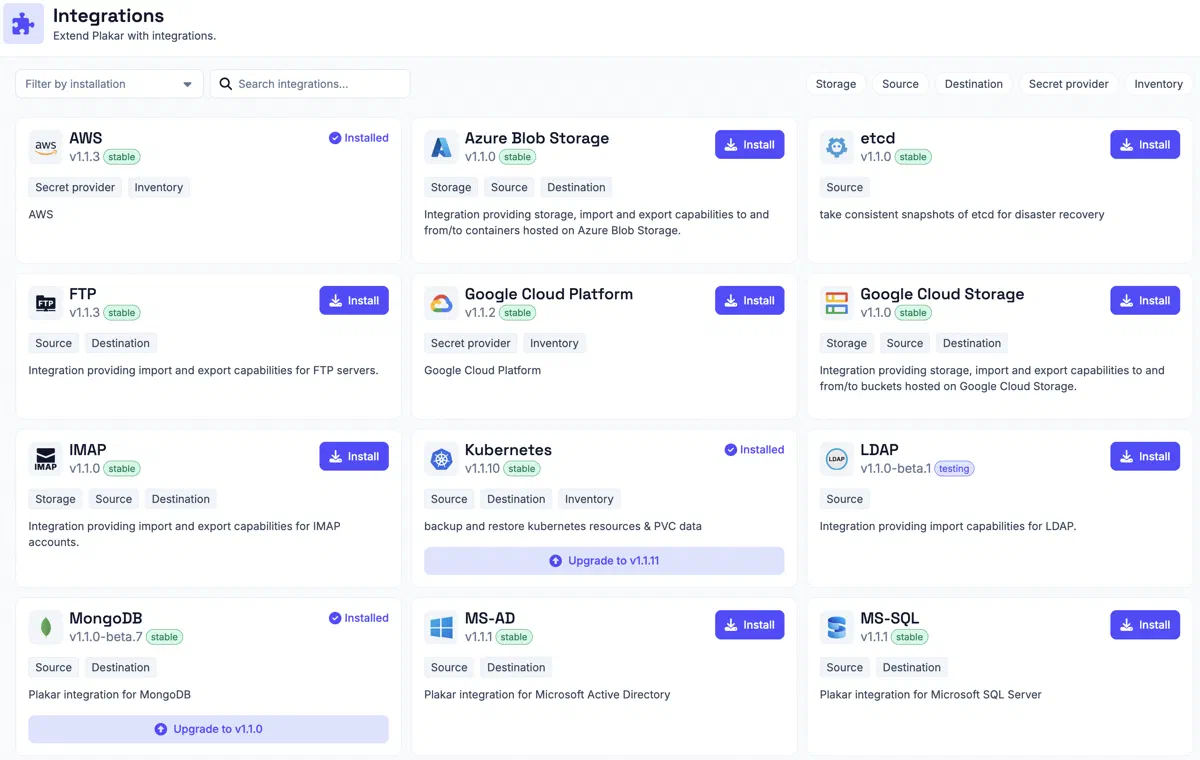 Integrations
Extend Plakar with integrations.
Filter by installation
Search integrations...
Storage
Source
Destination
Secret provider
Inventory
aws
AWS
v1.1.3 stable
Installed
Secret provider
Inventory
AWS
Azure Blob Storage
v1.1.0 stable
Install
Storage
Source
Destination
Integration providing storage, import and export capabilities to and
from/to containers hosted on Azure Blob Storage.
etcd
v1.1.0 stable
Install
Source
take consistent snapshots of etcd for disaster recovery
FTP
FTP
v1.1.3 stable
Install
Source
Destination
Integration providing import and export capabilities for FTP servers.
Google Cloud Platform
v1.1.2 stable
Install
Secret provider
Inventory
Google Cloud Platform
Google Cloud Storage
v1.1.0 stable
Install
Storage
Source
Destination
Integration providing storage, import and export capabilities to and
from/to buckets hosted on Google Cloud Storage.
IMAP
IMAP
v1.1.0 stable
Install
Storage
Source
Destination
Integration providing import and export capabilities for IMAP
accounts.
Kubernetes
v1.1.10 stable
Installed
Source
Destination
Inventory
backup and restore kubernetes resources & PVC data
Upgrade to v1.1.11
LDAP
LDAP
v1.1.0-beta.1 testing
Install
Source
Integration providing import capabilities for LDAP.
MongoDB
v1.1.0-beta.7 stable
Installed
Source
Destination
Plakar integration for MongoDB
Upgrade to v1.1.0
MS-AD
v1.1.1 stable
Install
Source
Destination
Plakar integration for Microsoft Active Directory
MS-SQL
v1.1.1 stable
Install
Source
Destination
Plakar integration for Microsoft SQL Server